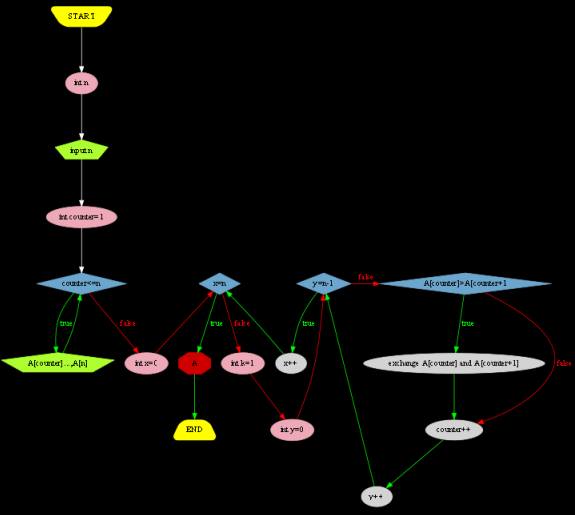 START
int n
input n
int counter=1
counter<=n
x=n
y=n-1
false
A[counter]>A[counter+1
true
false
false
true
true
true
A[counter]...,A[n]
int x=0
A
int k=1
x++
exchange A[counter] and A[counter+1]
false
END
int y=0
counter++
y++